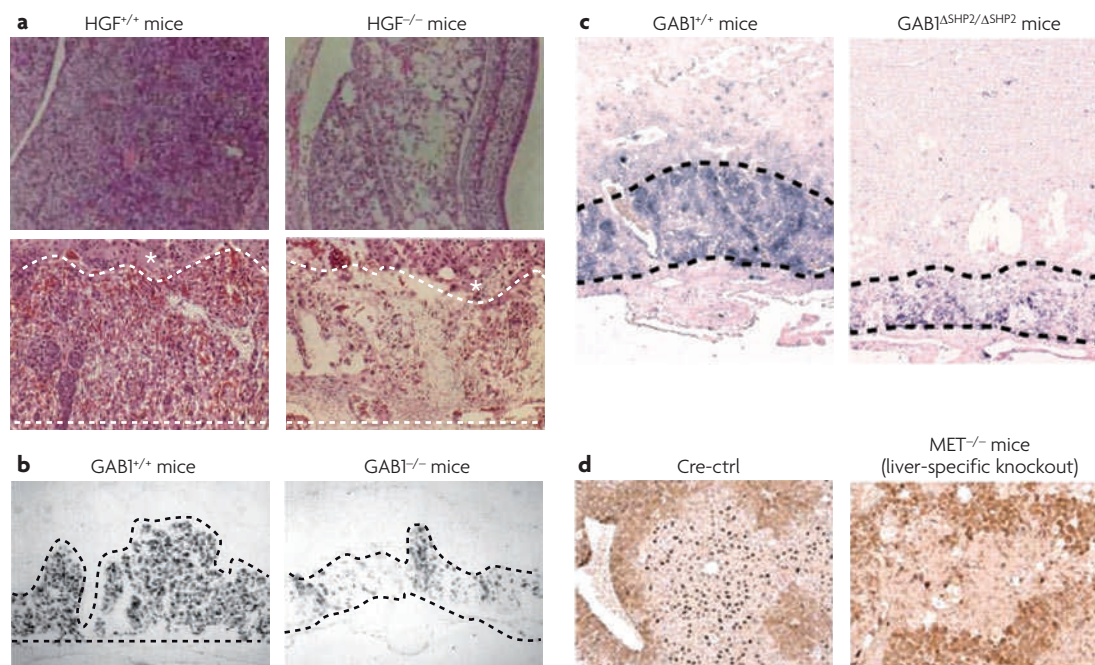 a
HGF+/+ mice
HGF–/– mice
*
*
b
GAB1+/+ mice
GAB1–/– mice
c
GAB1+/+ mice
GAB1ΔSHP2/ΔSHP2 mice
d
Cre-ctrl
MET–/– mice
(liver-specific knockout)